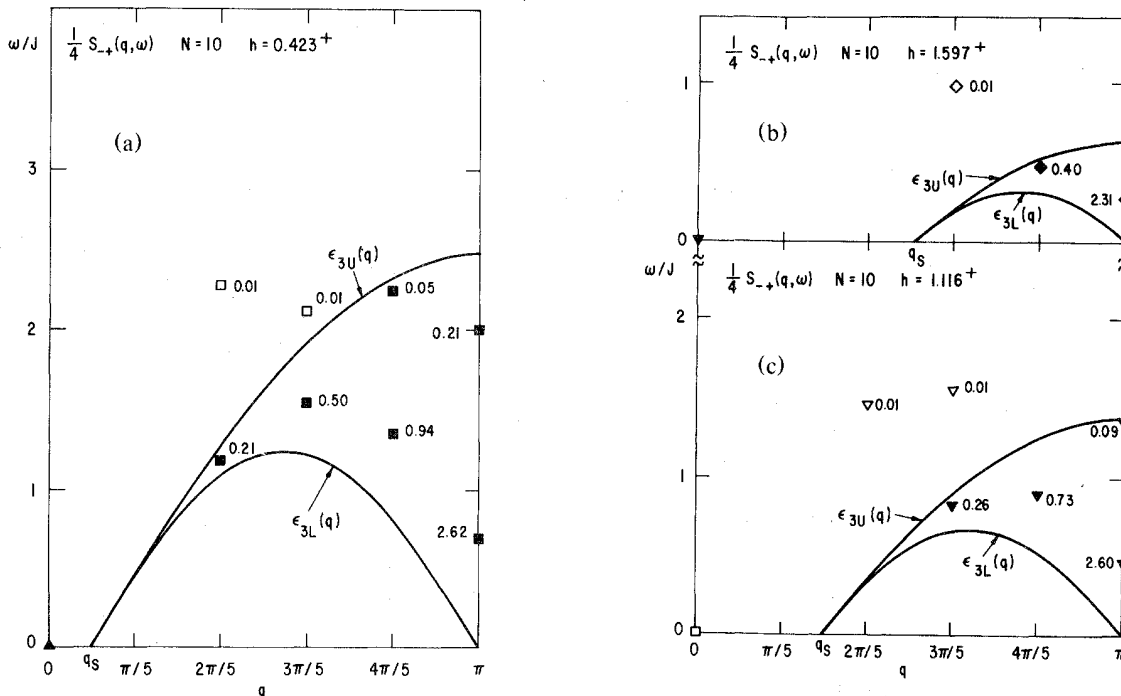 ω/J
1/4 S₋₊(q,ω) N=10 h=0.423⁺
(a)
3
2
1
0
ϵ3U(q)
ϵ3L(q)
0.01
0.01
0.05
0.21
0.50
0.94
0.21
2.62
0 qS π/5 2π/5 3π/5 4π/5 π
q
1/4 S₋₊(q,ω) N=10 h=1.597⁺
(b)
1
0
0.01
ϵ3U(q)
0.40
ϵ3L(q)
2.31
qS
ω/J
1/4 S₋₊(q,ω) N=10 h=1.116⁺
(c)
2
1
0
0.01
0.01
0.09
ϵ3U(q)
0.26
0.73
ϵ3L(q)
2.60
0 π/5 qS 2π/5 3π/5 4π/5
q